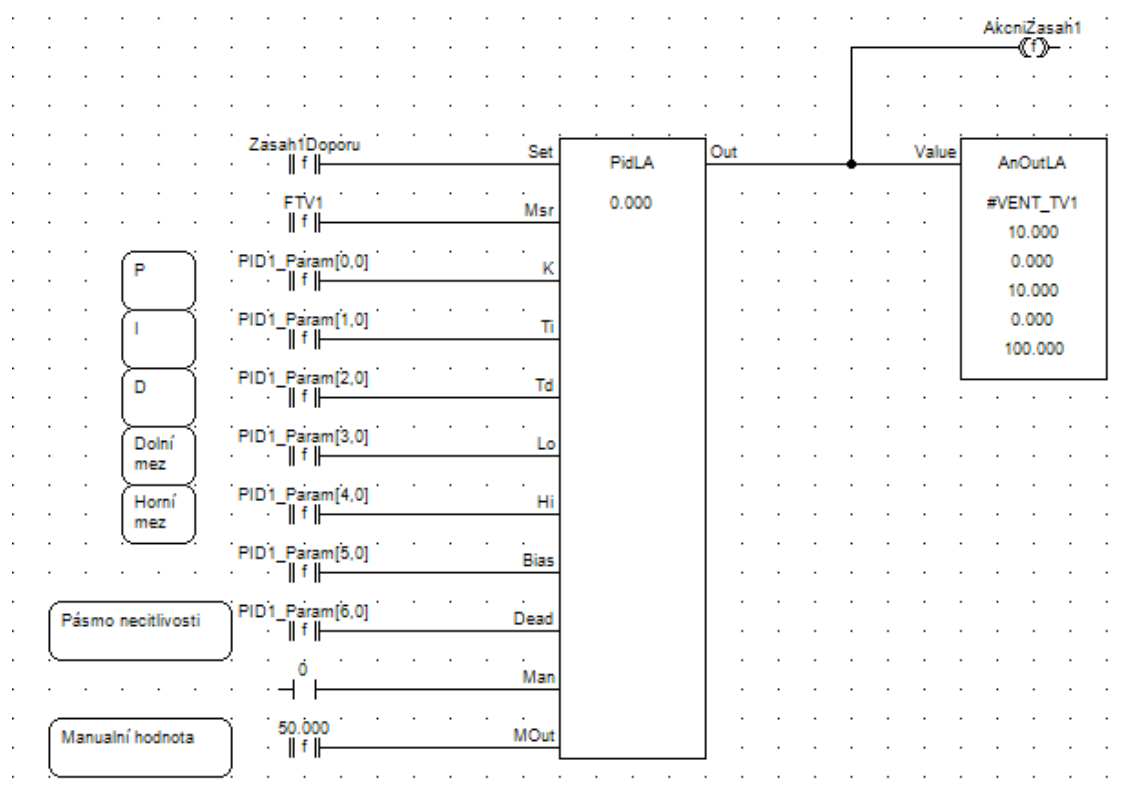 AkcniZasah1
f
Zasah1Doporu
f
Set
PidLA
0.000
Out
Value
AnOutLA
#VENT_TV1
10.000
0.000
10.000
0.000
100.000
FTV1
f
Msr
P
PID1_Param[0,0]
f
K
I
PID1_Param[1,0]
f
Ti
D
PID1_Param[2,0]
f
Td
Dolní
mez
PID1_Param[3,0]
f
Lo
Horní
mez
PID1_Param[4,0]
f
Hi
PID1_Param[5,0]
f
Bias
Pásmo necitlivosti
PID1_Param[6,0]
f
Dead
0
Man
Manualní hodnota
50.000
f
MOut